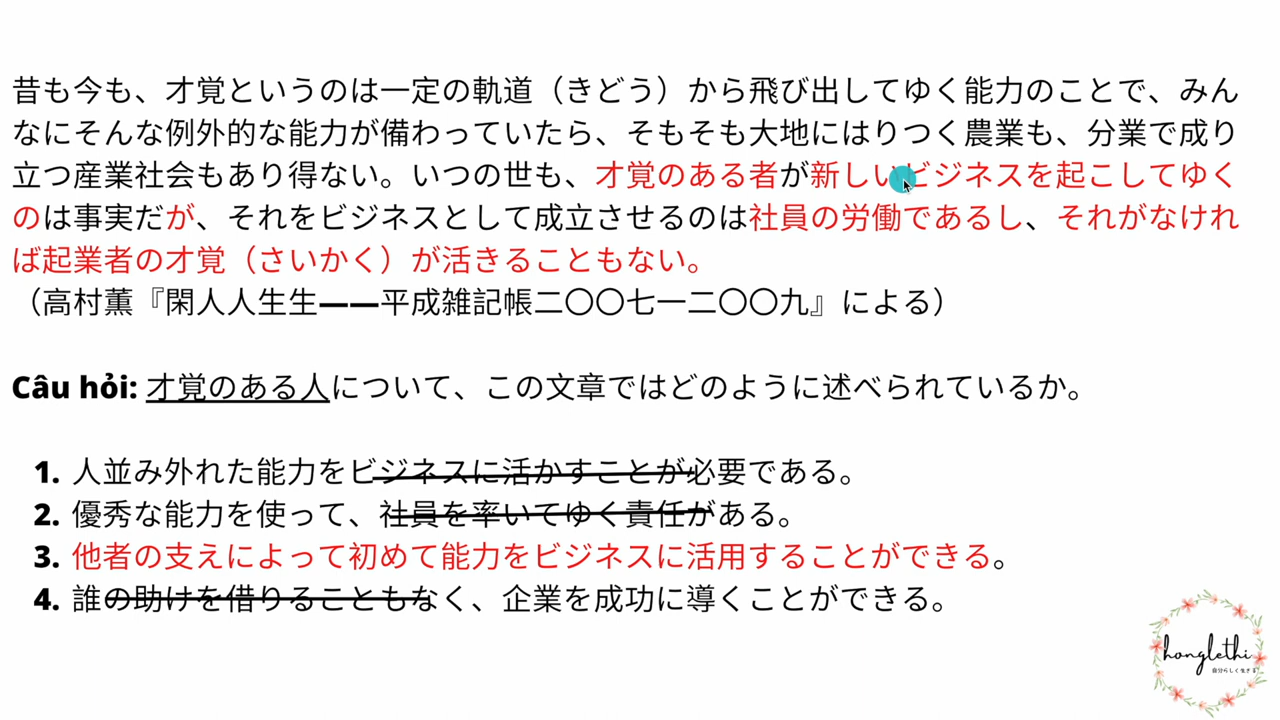 昔も今も、才覚というのは一定の軌道（きどう）から飛び出してゆく能力のことで、みん
なにそんな例外的な能力が備わっていたら、そもそも大地にはりつく農業も、分業で成り
立つ産業社会もあり得ない。いつの世も、才覚のある者が新しいビジネスを起こしてゆく
のは事実だが、それをビジネスとして成立させるのは社員の労働であるし、それがなけれ
ば起業者の才覚（さいかく）が活きることもない。
（高村薫『閑人人生生——平成雑記帳二〇〇七一二〇〇九』による）
Câu hỏi: 才覚のある人について、この文章ではどのように述べられているか。
1. 人並み外れた能力をビジネスに活かすことが必要である。
2. 優秀な能力を使って、社員を率いてゆく責任がある。
3. 他者の支えによって初めて能力をビジネスに活用することができる。
4. 誰の助けを借りることもなく、企業を成功に導くことができる。
honglethi
自分らしく生きる